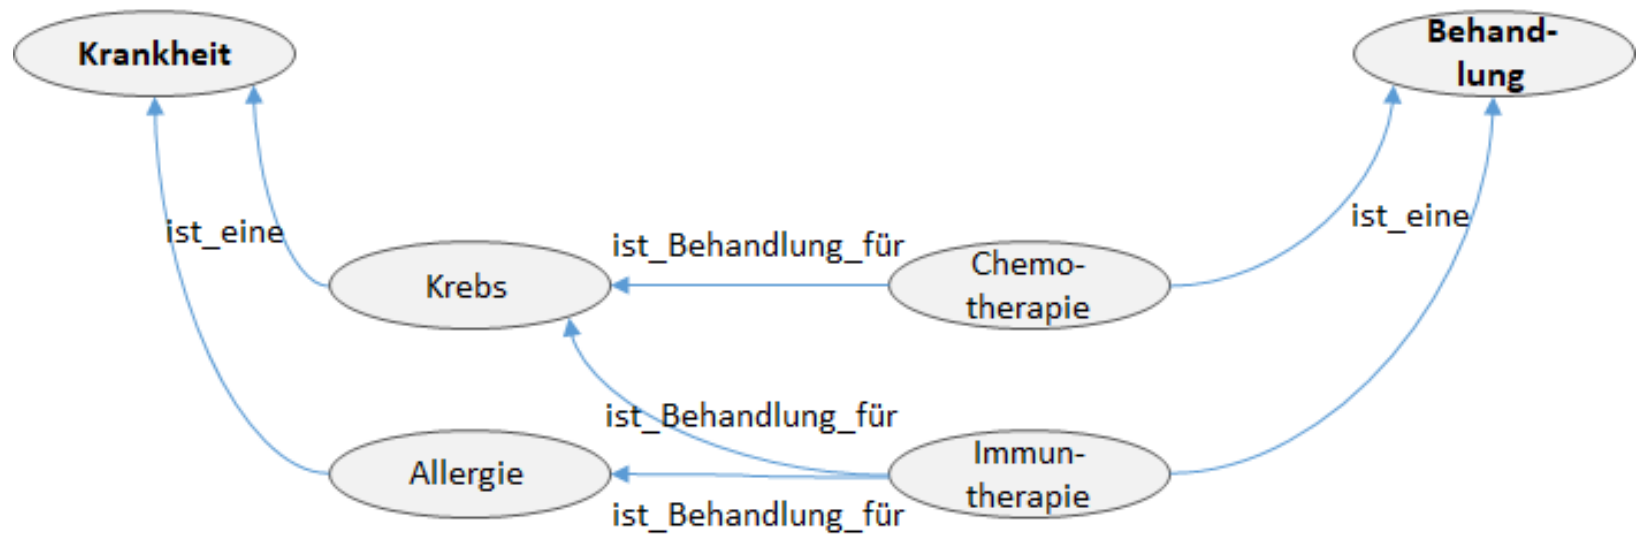 Krankheit
Behand-
lung
ist_eine
ist_eine
ist_Behandlung_für
Krebs
Chemo-
therapie
ist_Behandlung_für
Allergie
Immun-
therapie
ist_Behandlung_für